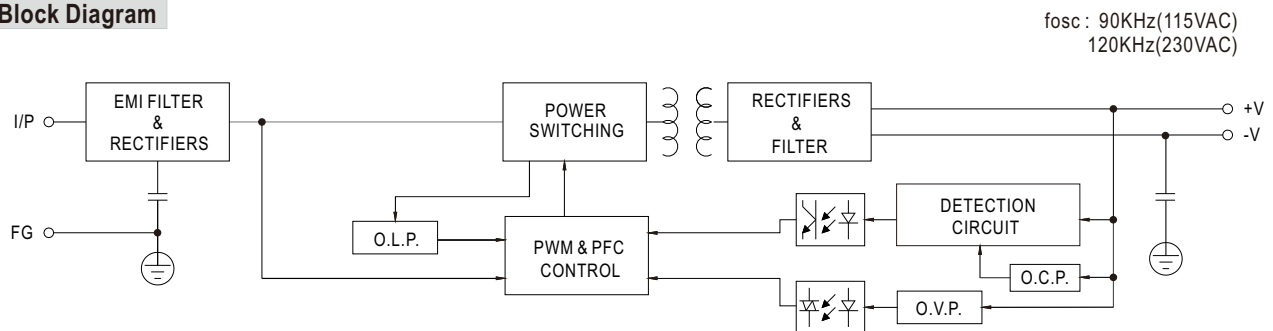 Block Diagram
fosc : 90KHz(115VAC)
120KHz(230VAC)
I/P
EMI FILTER
&
RECTIFIERS
POWER
SWITCHING
RECTIFIERS
&
FILTER
+V
-V
FG
O.L.P.
PWM & PFC
CONTROL
DETECTION
CIRCUIT
O.C.P.
O.V.P.